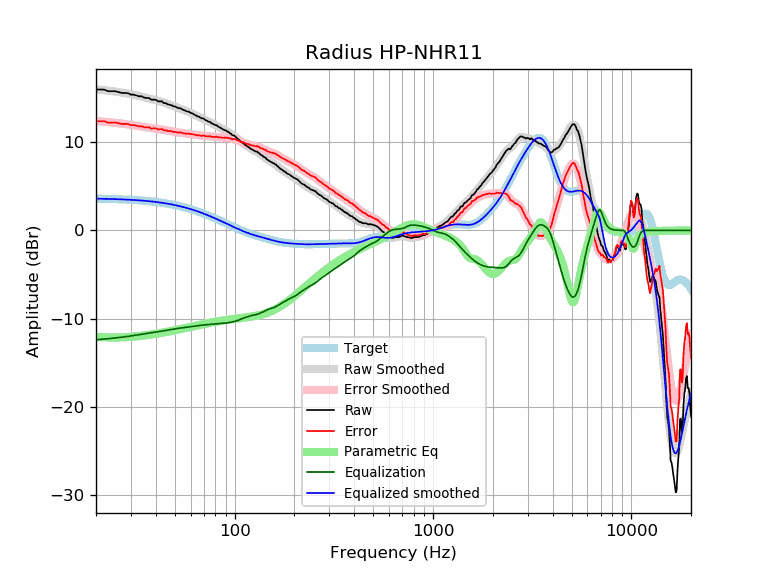 Radius HP-NHR11
Amplitude (dBr)
10
0
−10
−20
−30
100
1000
10000
Frequency (Hz)
Target
Raw Smoothed
Error Smoothed
Raw
Error
Parametric Eq
Equalization
Equalized smoothed